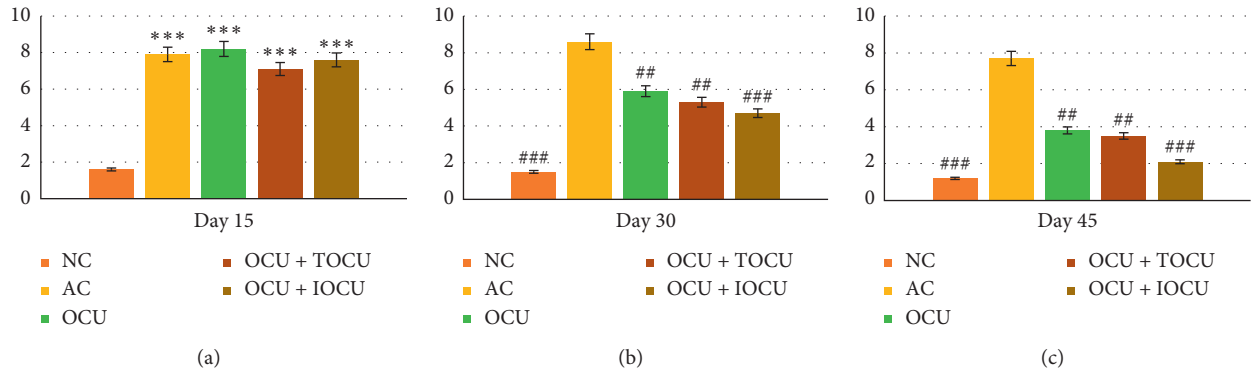 10
8
6
4
2
0
***
***
***
***
Day 15
NC
AC
OCU
OCU + TOCU
OCU + IOCU
(a)
10
8
6
4
2
0
###
##
##
###
Day 30
NC
AC
OCU
OCU + TOCU
OCU + IOCU
(b)
10
8
6
4
2
0
###
##
##
###
Day 45
NC
AC
OCU
OCU + TOCU
OCU + IOCU
(c)